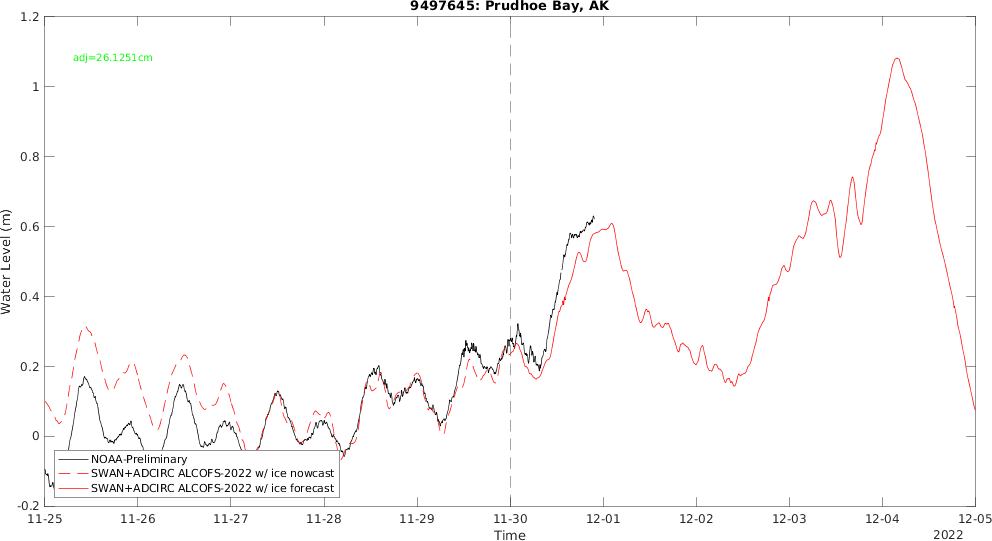 9497645: Prudhoe Bay, AK
1.2
adj=26.1251cm
1
0.8
0.6
0.4
0.2
0
-0.2
Water Level (m)
NOAA-Preliminary
SWAN+ADCIRC ALCOFS-2022 w/ ice nowcast
SWAN+ADCIRC ALCOFS-2022 w/ ice forecast
11-25 11-26 11-27 11-28 11-29 11-30 12-01 12-02 12-03 12-04 12-05
Time
2022